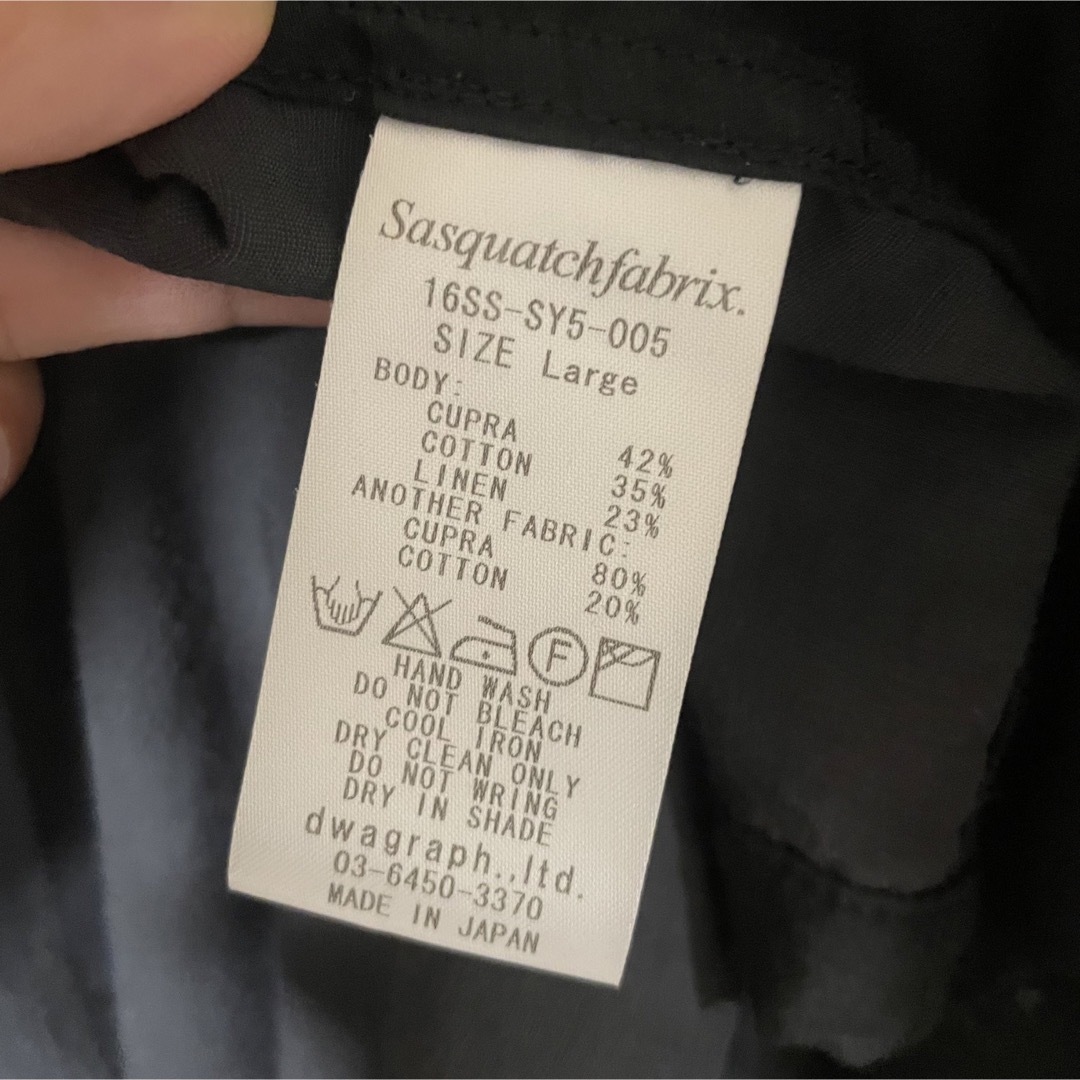 Sasquatchfabrix.
16SS-SY5-005
SIZE Large
BODY:
CUPRA 42%
COTTON 35%
LINEN 23%
ANOTHER FABRIC:
CUPRA 80%
COTTON 20%
F
HAND WASH
DO NOT BLEACH
COOL IRON
DRY CLEAN ONLY
DO NOT WRING
DRY IN SHADE
dwagraph.,ltd.
03-6450-3370
MADE IN JAPAN